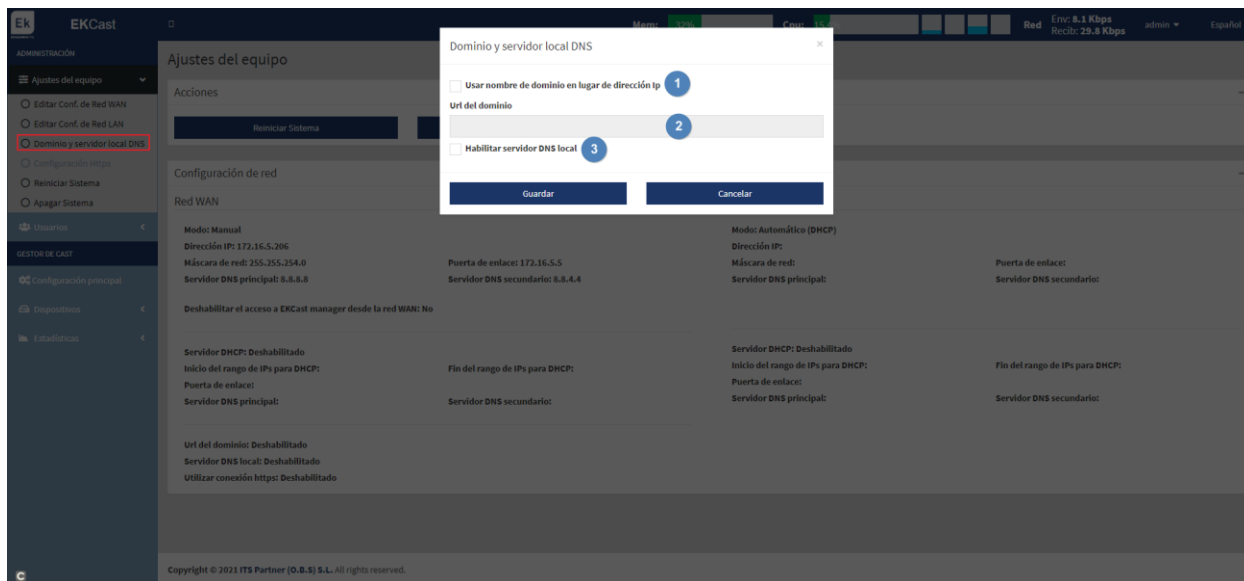 Ek
EKCast
Mem: 32%
Cpu: 15.
Red
Env: 8.1 Kbps
Recib: 29.8 Kbps
admin
Español
ADMINISTRACIÓN
Ajustes del equipo
Editar Conf. de Red WAN
Editar Conf. de Red LAN
Dominio y servidor local DNS
Configuración Https
Reiniciar Sistema
Apagar Sistema
Usuarios
GESTOR DE CAST
Configuración principal
Dispositivos
Estadísticas
Ajustes del equipo
Acciones
Reiniciar Sistema
Dominio y servidor local DNS
×
Usar nombre de dominio en lugar de dirección Ip
1
Url del dominio
2
Habilitar servidor DNS local
3
Guardar
Cancelar
Configuración de red
Red WAN
Modo: Manual
Dirección IP: 172.16.5.206
Máscara de red: 255.255.254.0
Puerta de enlace: 172.16.5.5
Servidor DNS principal: 8.8.8.8
Servidor DNS secundario: 8.8.4.4
Deshabilitar el acceso a EKCast manager desde la red WAN: No
Modo: Automático (DHCP)
Dirección IP:
Máscara de red:
Puerta de enlace:
Servidor DNS principal:
Servidor DNS secundario:
Servidor DHCP: Deshabilitado
Inicio del rango de IPs para DHCP:
Fin del rango de IPs para DHCP:
Puerta de enlace:
Servidor DNS principal:
Servidor DNS secundario:
Servidor DHCP: Deshabilitado
Inicio del rango de IPs para DHCP:
Fin del rango de IPs para DHCP:
Puerta de enlace:
Servidor DNS principal:
Servidor DNS secundario:
Url del dominio: Deshabilitado
Servidor DNS local: Deshabilitado
Utilizar conexión https: Deshabilitado
Copyright © 2021 ITS Partner (O.B.S) S.L. All rights reserved.
C